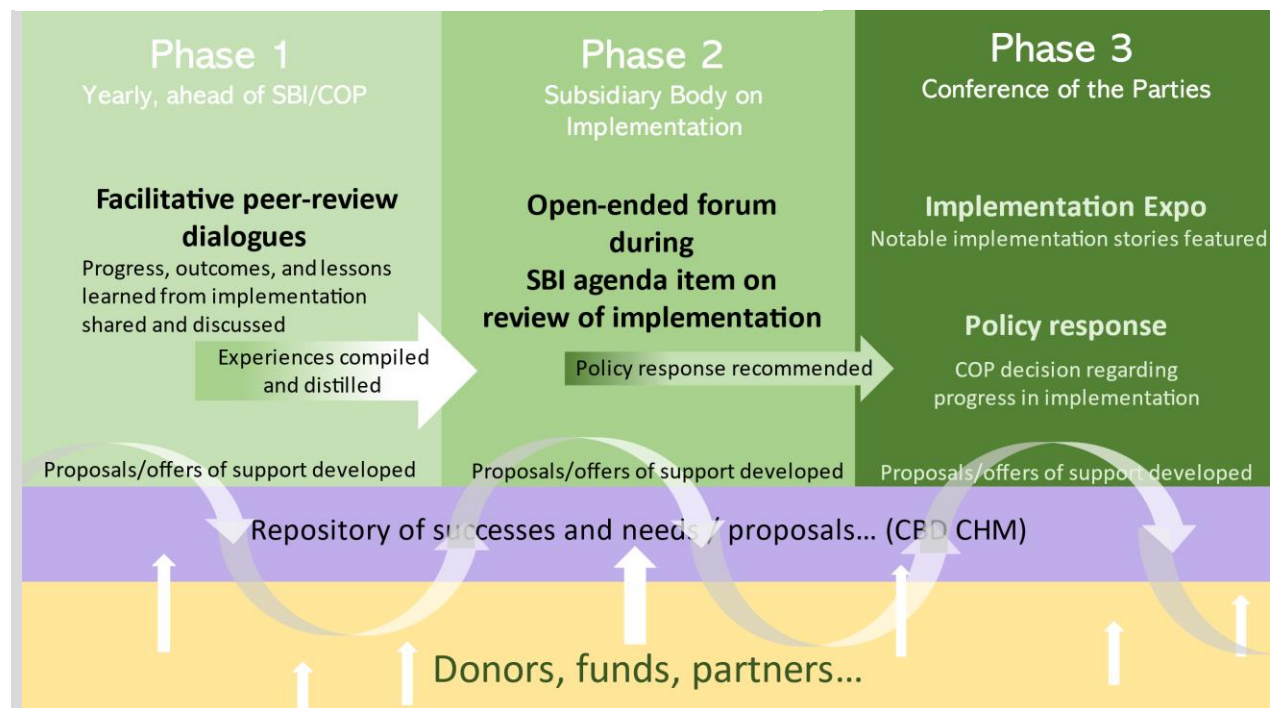 Phase 1
Yearly, ahead of SBI/COP
Facilitative peer-review
dialogues
Progress, outcomes, and lessons
learned from implementation
shared and discussed
Experiences compiled
and distilled
Proposals/offers of support developed
Phase 2
Subsidiary Body on
Implementation
Open-ended forum
during
SBI agenda item on
review of implementation
Policy response recommended
Proposals/offers of support developed
Phase 3
Conference of the Parties
Implementation Expo
Notable implementation stories featured
Policy response
COP decision regarding
progress in implementation
Proposals/offers of support developed
Repository of successes and needs / proposals... (CBD CHM)
Donors, funds, partners...